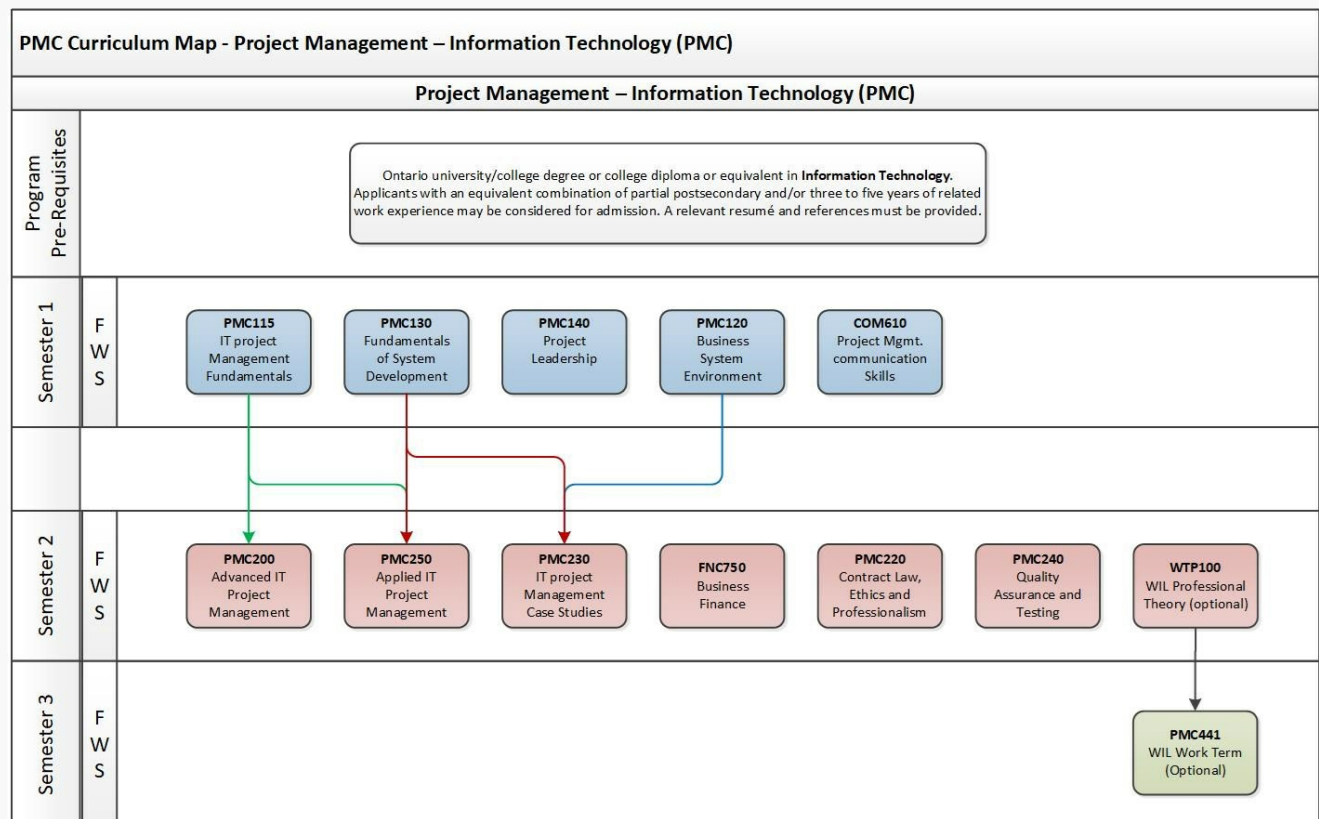 PMC Curriculum Map - Project Management – Information Technology (PMC)
Project Management – Information Technology (PMC)
Program
Pre-Requisites
Ontario university/college degree or college diploma or equivalent in Information Technology.
Applicants with an equivalent combination of partial postsecondary and/or three to five years of related
work experience may be considered for admission. A relevant resumé and references must be provided.
Semester 1
F
W
S
PMC115
IT project
Management
Fundamentals
PMC130
Fundamentals
of System
Development
PMC140
Project
Leadership
PMC120
Business
System
Environment
COM610
Project Mgmt.
communication
Skills
Semester 2
F
W
S
PMC200
Advanced IT
Project
Management
PMC250
Applied IT
Project
Management
PMC230
IT project
Management
Case Studies
FNC750
Business
Finance
PMC220
Contract Law,
Ethics and
Professionalism
PMC240
Quality
Assurance and
Testing
WTP100
WIL Professional
Theory (optional)
Semester 3
F
W
S
PMC441
WIL Work Term
(Optional)